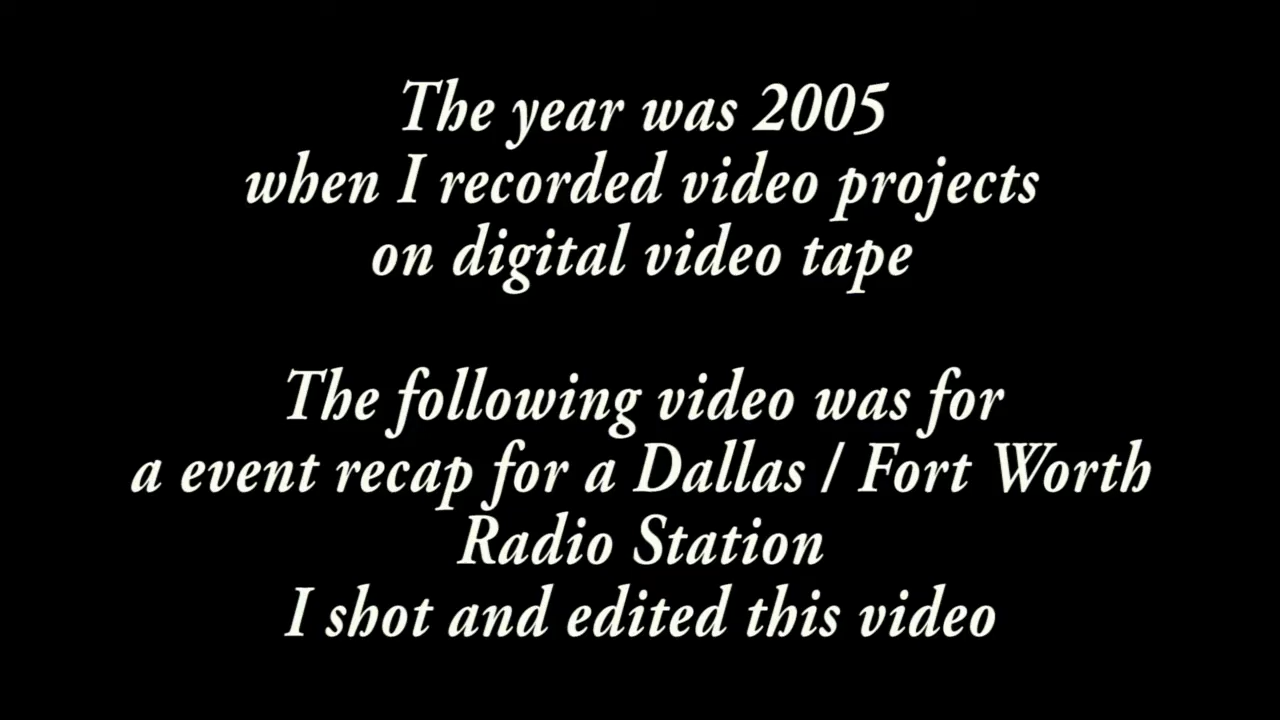 The year was 2005
when I recorded video projects
on digital video tape
The following video was for
a event recap for a Dallas / Fort Worth
Radio Station
I shot and edited this video